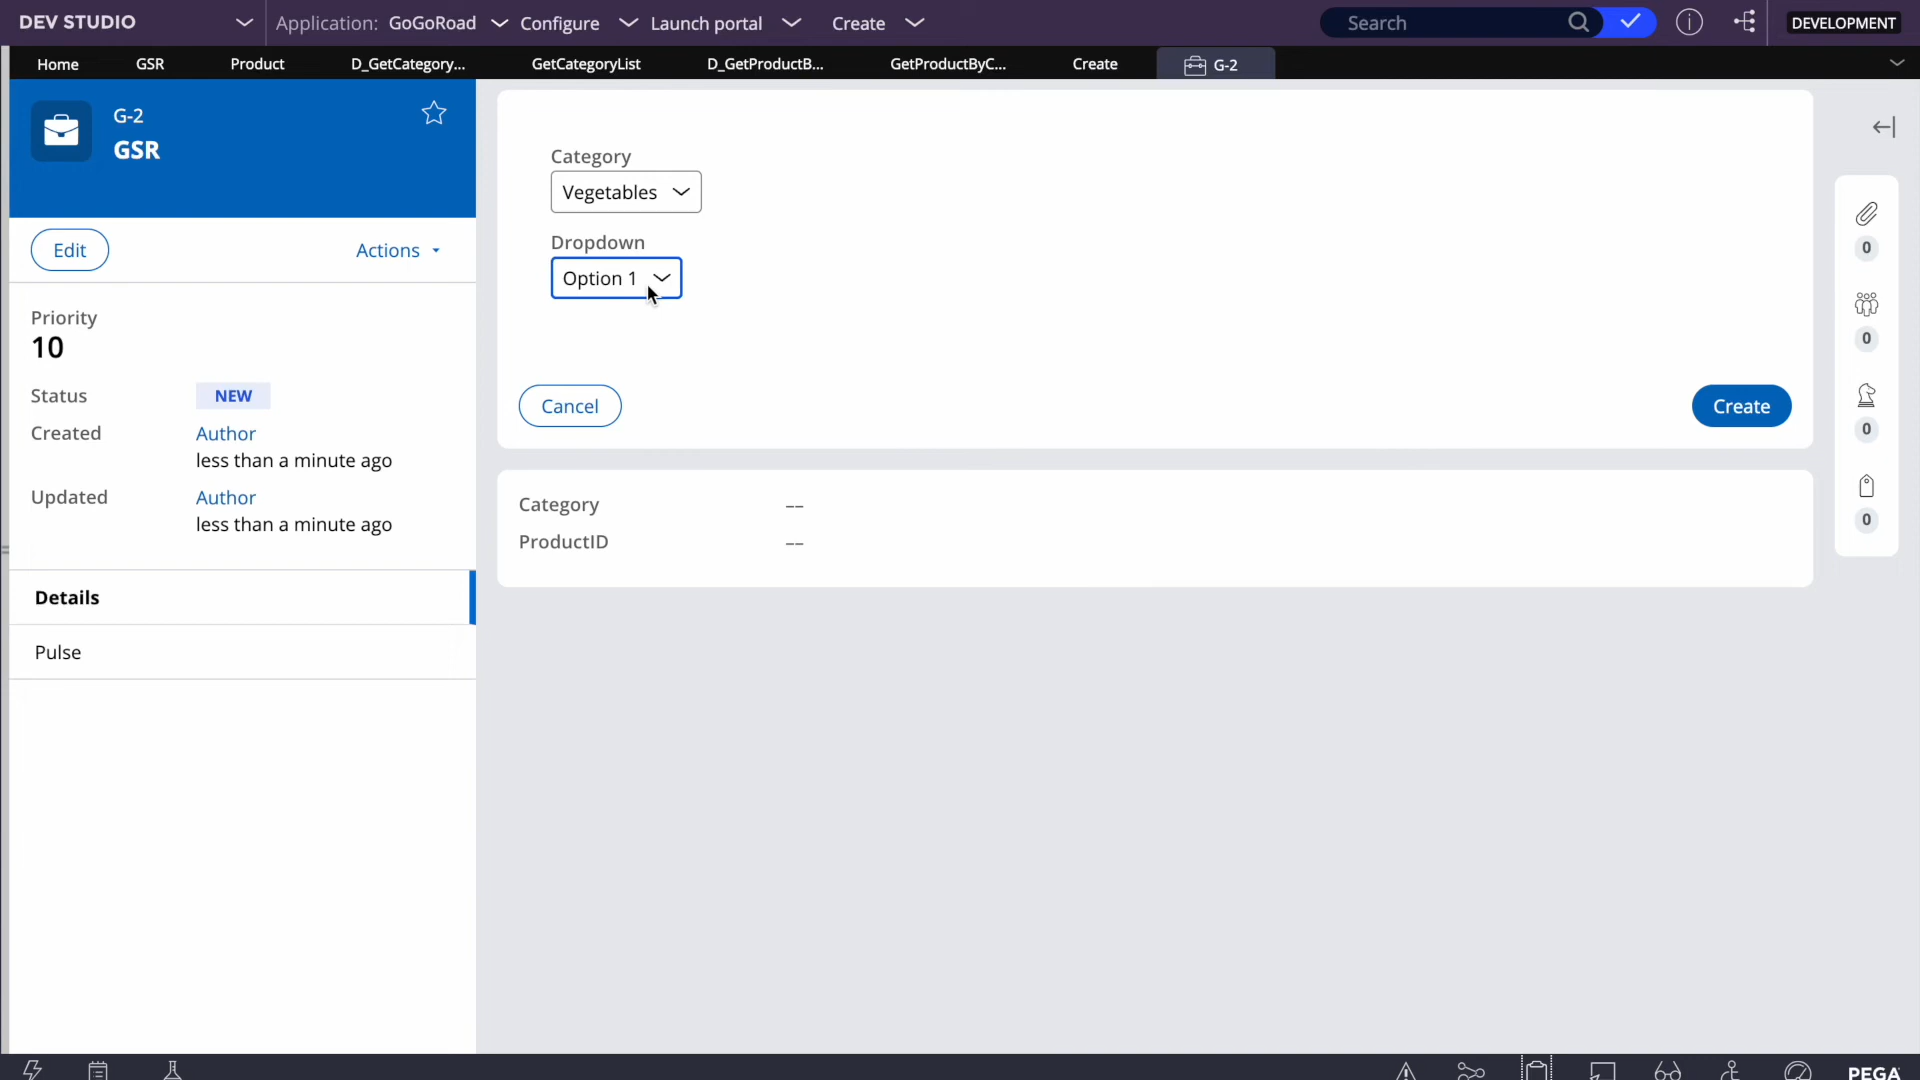 DEV STUDIO
Application: GoGoRoad
Configure
Launch portal
Create
Search
DEVELOPMENT
Home
GSR
Product
D_GetCategory...
GetCategoryList
D_GetProductB...
GetProductByC...
Create
G-2
G-2
GSR
Edit
Actions
Priority
10
Status
NEW
Created
Author
less than a minute ago
Updated
Author
less than a minute ago
Details
Pulse
Category
Vegetables
Dropdown
Option 1
Cancel
Create
Category
--
ProductID
--
0
0
0
0
PEGA